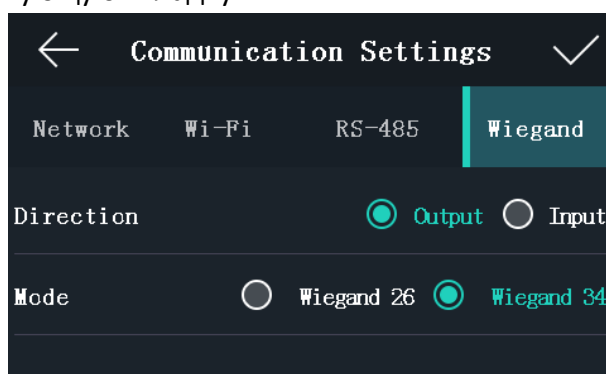 Communication Settings
Network Wi-Fi RS-485 Wiegand
Direction Output Input
Mode Wiegand 26 Wiegand 34